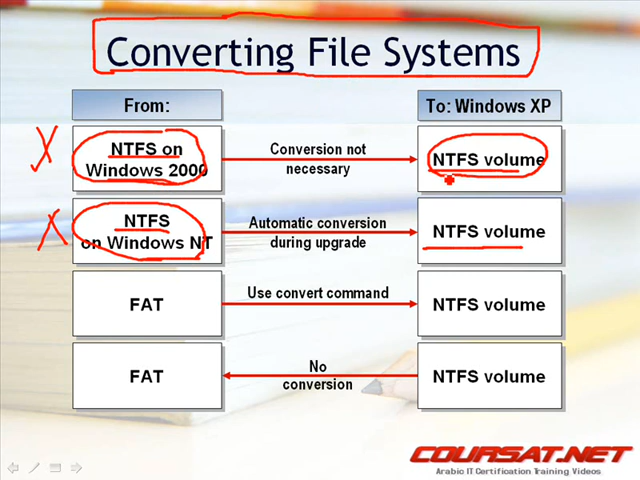 Converting File Systems
From:
To: Windows XP
NTFS on
Windows 2000
Conversion not
necessary
NTFS volume
NTFS
on Windows NT
Automatic conversion
during upgrade
NTFS volume
FAT
Use convert command
NTFS volume
FAT
No
conversion
NTFS volume
COURSAT.NET
Arabic IT Certification Training Videos